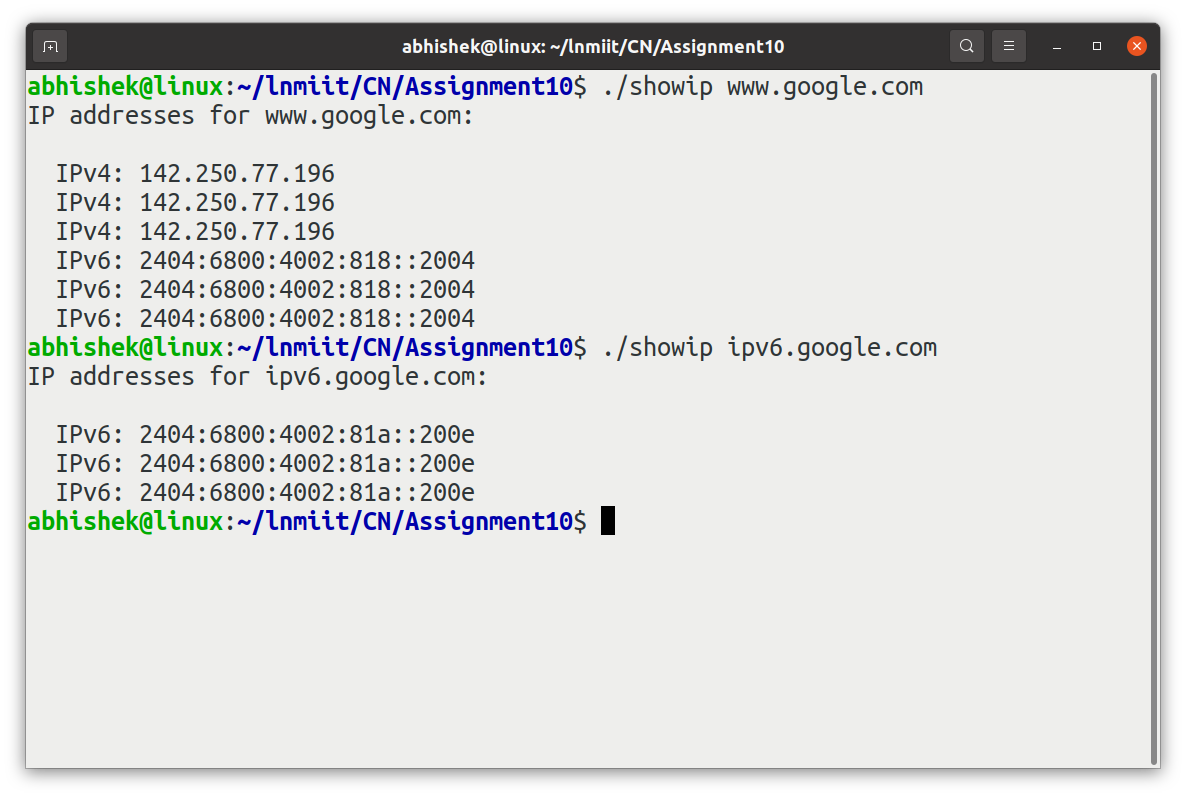 abhishek@linux: ~/lnmiit/CN/Assignment10
abhishek@linux:~/lnmiit/CN/Assignment10$ ./showip www.google.com
IP addresses for www.google.com:
  IPv4: 142.250.77.196
  IPv4: 142.250.77.196
  IPv4: 142.250.77.196
  IPv6: 2404:6800:4002:818::2004
  IPv6: 2404:6800:4002:818::2004
  IPv6: 2404:6800:4002:818::2004
abhishek@linux:~/lnmiit/CN/Assignment10$ ./showip ipv6.google.com
IP addresses for ipv6.google.com:
  IPv6: 2404:6800:4002:81a::200e
  IPv6: 2404:6800:4002:81a::200e
  IPv6: 2404:6800:4002:81a::200e
abhishek@linux:~/lnmiit/CN/Assignment10$